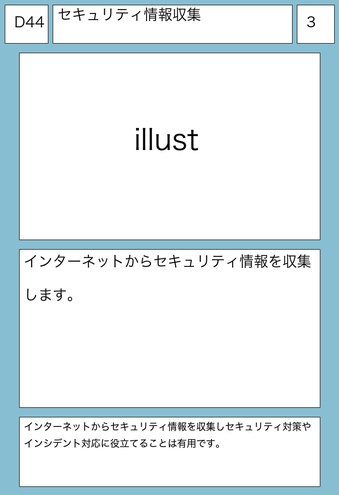 D44
セキュリティ情報収集
3
illust
インターネットからセキュリティ情報を収集
します。
インターネットからセキュリティ情報を収集しセキュリティ対策や
インシデント対応に役立てることは有用です。